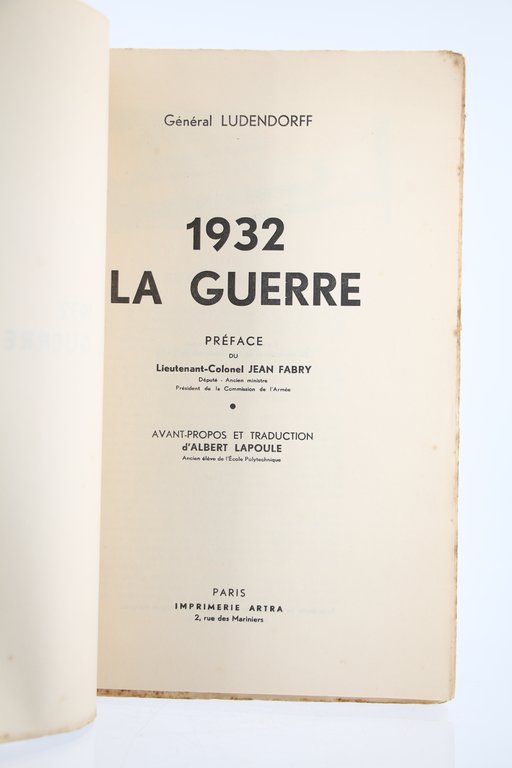 Général LUDENDORFF
1932
LA GUERRE
PRÉFACE
DU
Lieutenant-Colonel JEAN FABRY
Député - Ancien ministre
Président de la Commission de l'Armée
AVANT-PROPOS ET TRADUCTION
d'ALBERT LAPOULE
Ancien élève de l'École Polytechnique
PARIS
IMPRIMERIE ARTRA
2, rue des Mariniers